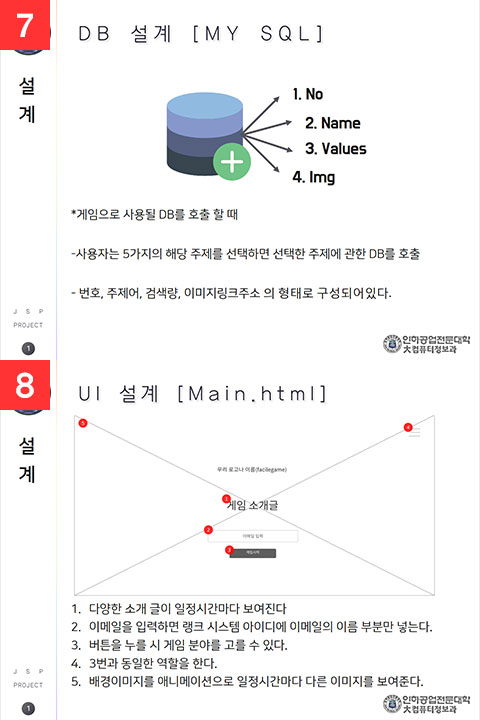 7
DB 설계 [MY SQL]
설
계
1. No
2. Name
3. Values
4. Img
*게임으로 사용될 DB를 호출 할 때
-사용자는 5가지의 해당 주제를 선택하면 선택한 주제에 관한 DB를 호출
- 번호, 주제어, 검색량, 이미지링크주소 의 형태로 구성되어있다.
J S P
PROJECT
1
인하공업전문대학
大컴퓨터정보과
8
UI 설계 [Main.html]
설
계
5
4
우리 로고나 이름(facilegame)
1
게임 소개글
2
이메일 입력
3
게임시작
1. 다양한 소개 글이 일정시간마다 보여진다
2. 이메일을 입력하면 랭크 시스템 아이디에 이메일의 이름 부분만 넣는다.
3. 버튼을 누를 시 게임 분야를 고를 수 있다.
4. 3번과 동일한 역할을 한다.
5. 배경이미지를 애니메이션으로 일정시간마다 다른 이미지를 보여준다.
J S P
PROJECT
1
인하공업전문대학
大컴퓨터정보과